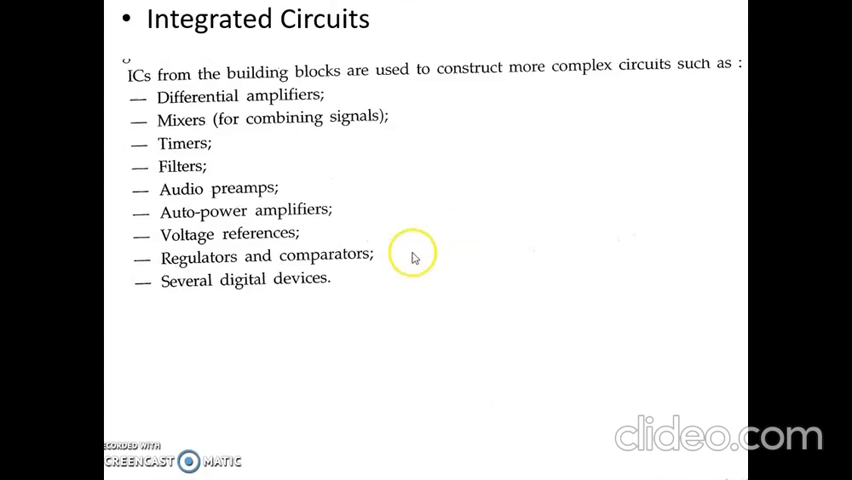 • Integrated Circuits
ICs from the building blocks are used to construct more complex circuits such as :
— Differential amplifiers;
— Mixers (for combining signals);
— Timers;
— Filters;
— Audio preamps;
— Auto-power amplifiers;
— Voltage references;
— Regulators and comparators;
— Several digital devices.
clideo.com
ECORDED WITH
CREENCAST MATIC